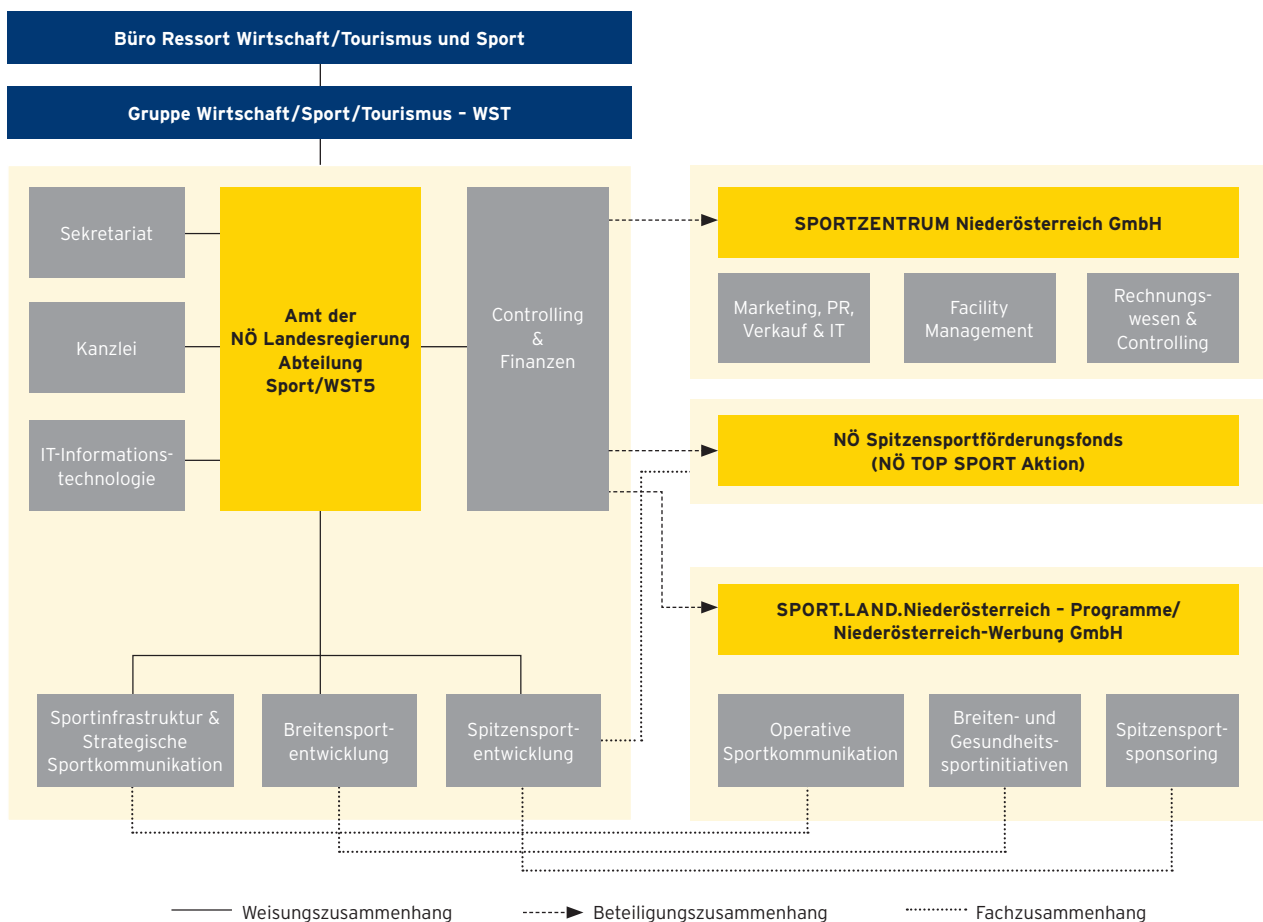 Büro Ressort Wirtschaft/Tourismus und Sport
Gruppe Wirtschaft/Sport/Tourismus – WST
Sekretariat
Kanzlei
IT-Informations-
technologie
Amt der
NÖ Landesregierung
Abteilung
Sport/WST5
Controlling
&
Finanzen
Sportinfrastruktur &
Strategische
Sportkommunikation
Breitensport-
entwicklung
Spitzensport-
entwicklung
SPORTZENTRUM Niederösterreich GmbH
Marketing, PR,
Verkauf & IT
Facility
Management
Rechnungs-
wesen &
Controlling
NÖ Spitzensportförderungsfonds
(NÖ TOP SPORT Aktion)
SPORT.LAND.Niederösterreich – Programme/
Niederösterreich-Werbung GmbH
Operative
Sportkommunikation
Breiten- und
Gesundheits-
sportinitiativen
Spitzensport-
sponsoring
Weisungszusammenhang
Beteiligungszusammenhang
Fachzusammenhang